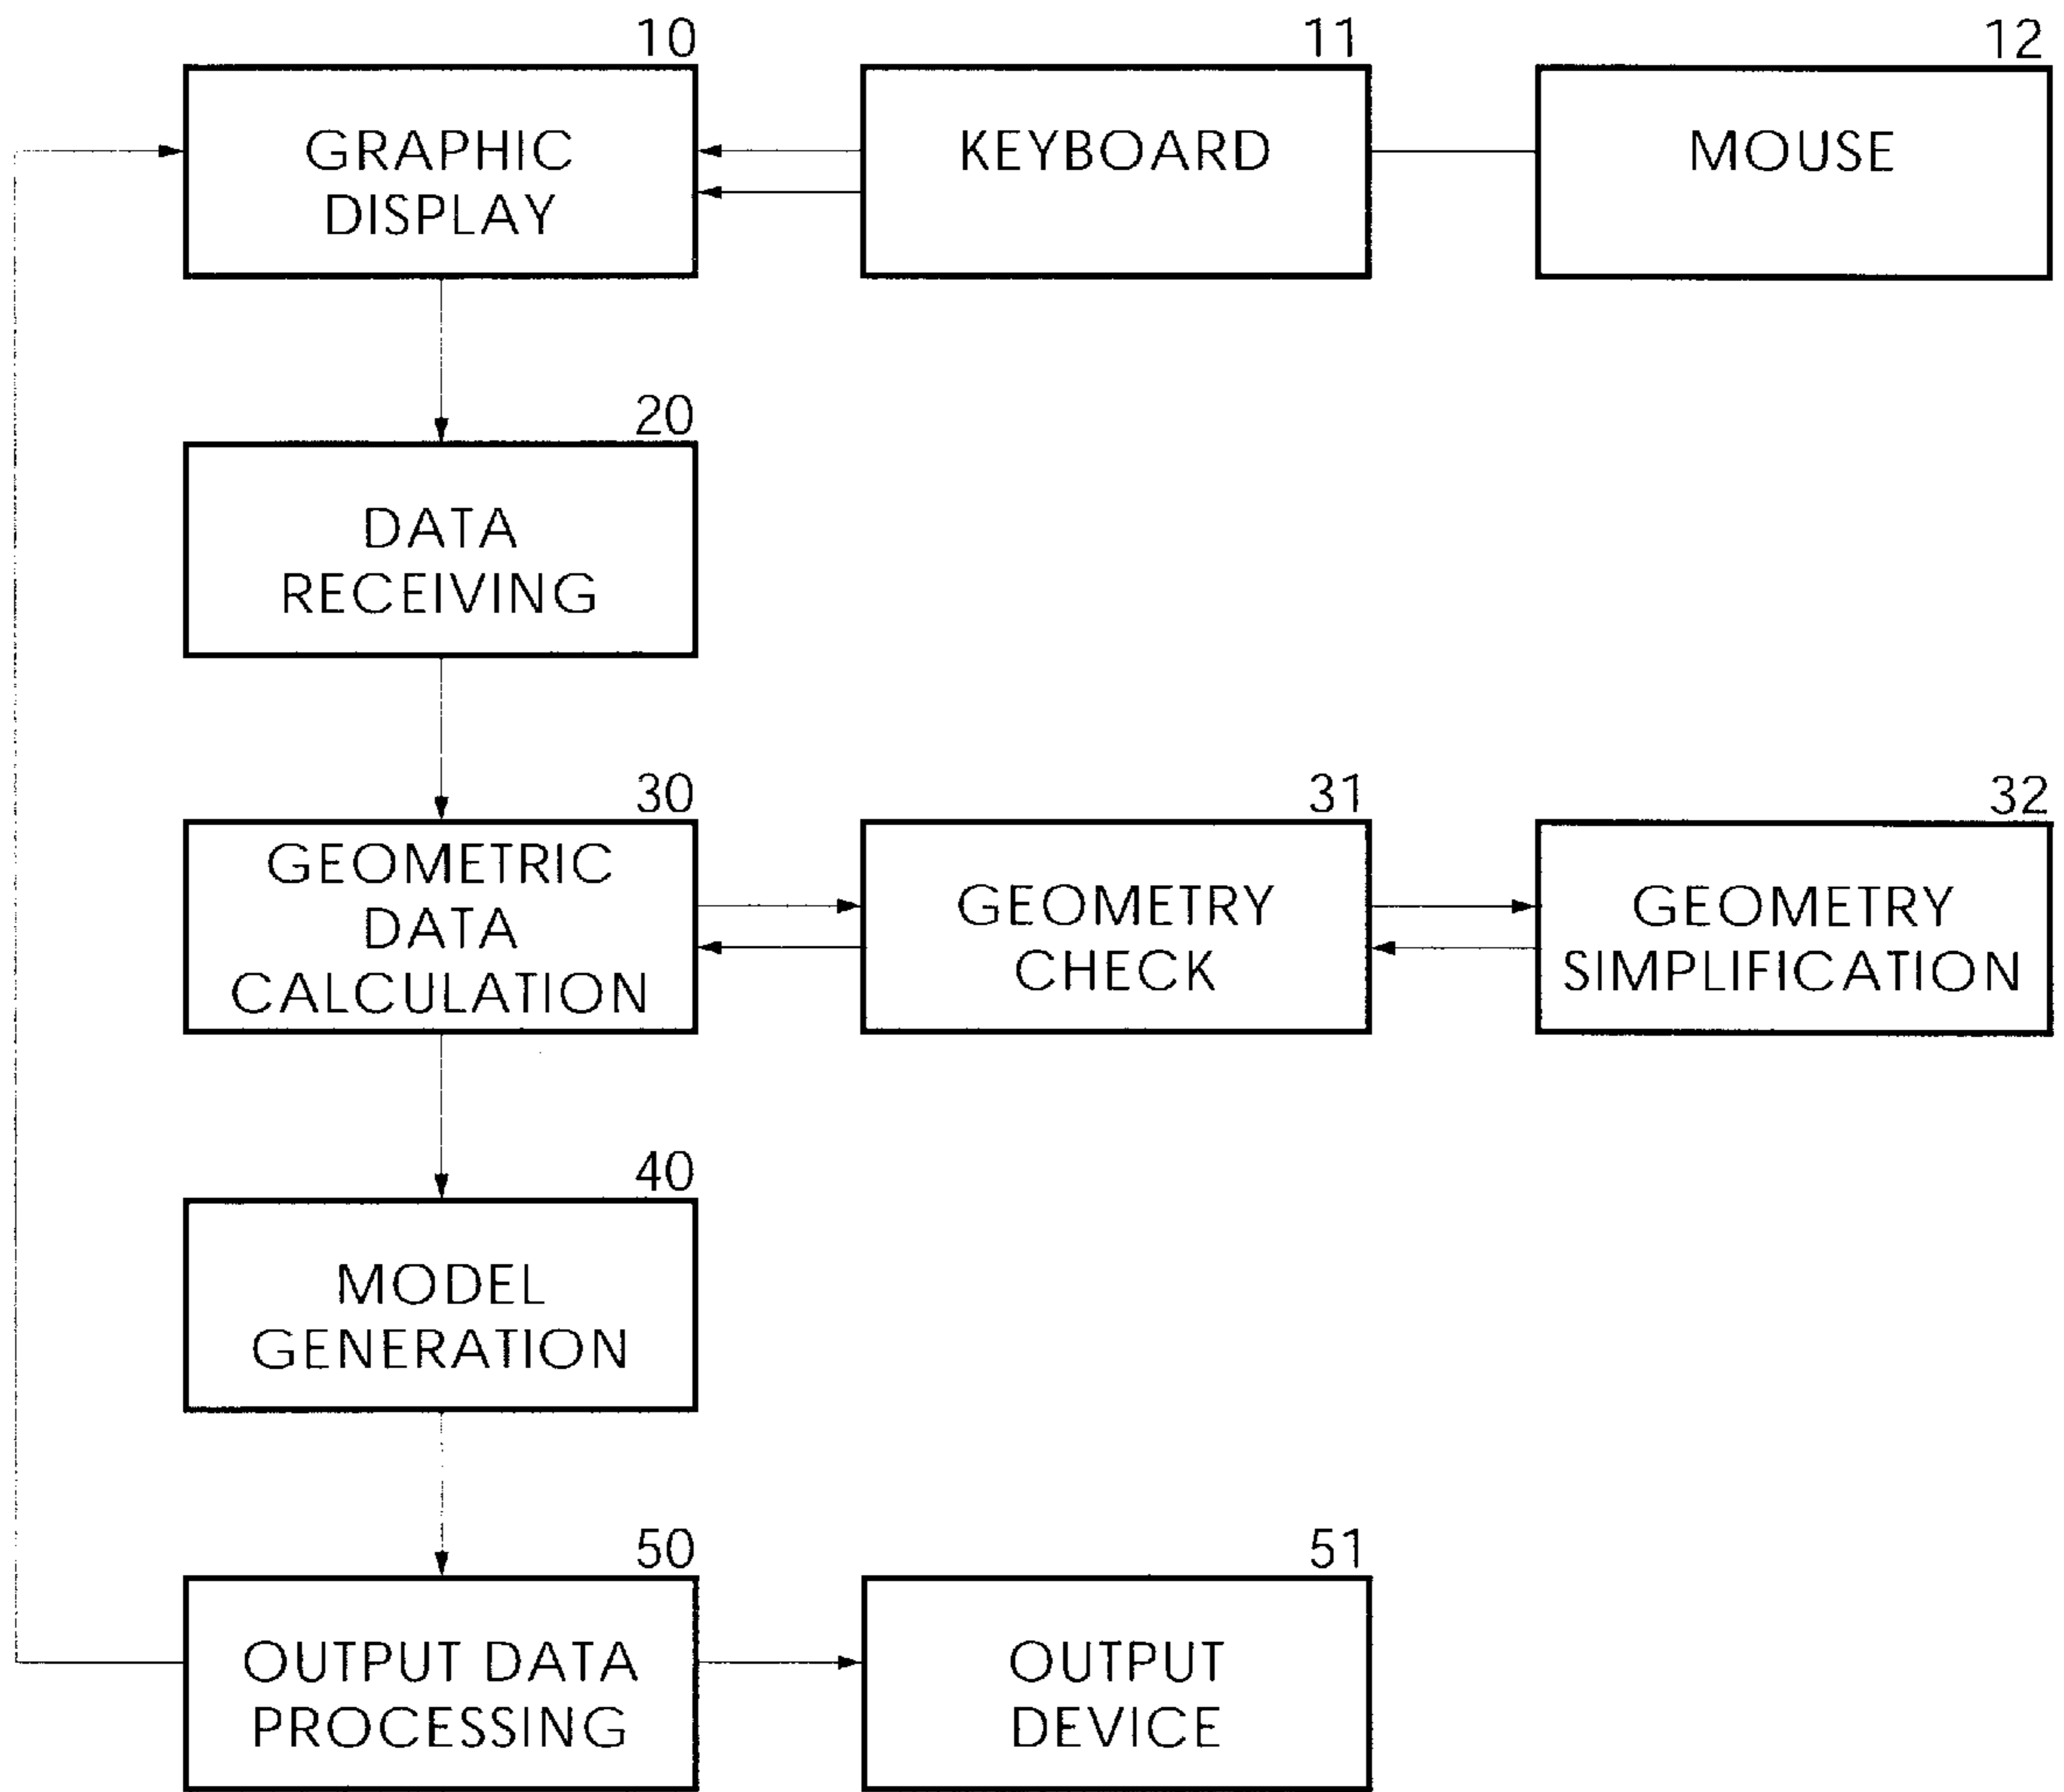 10
11
12
GRAPHIC
DISPLAY
KEYBOARD
MOUSE
20
DATA
RECEIVING
30
31
32
GEOMETRIC
DATA
CALCULATION
GEOMETRY
CHECK
GEOMETRY
SIMPLIFICATION
40
MODEL
GENERATION
50
51
OUTPUT DATA
PROCESSING
OUTPUT
DEVICE